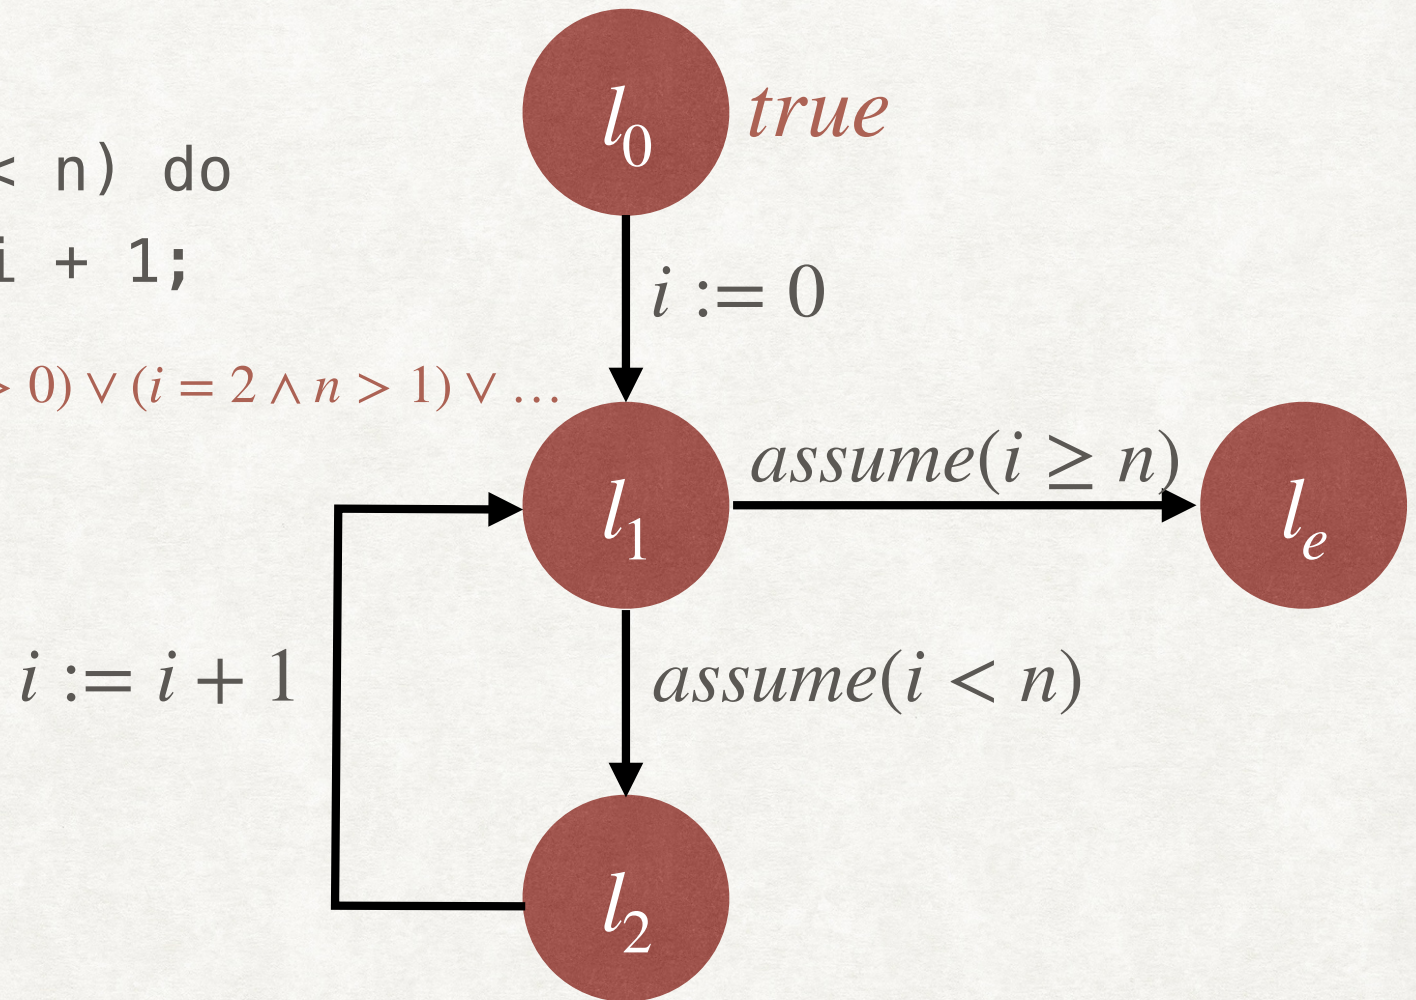 l₀ true
< n) do
i + 1;
i := 0
> 0) ∨ (i = 2 ∧ n > 1) ∨ …
assume(i ≥ n)
l₁
lₑ
i := i + 1
assume(i < n)
l₂